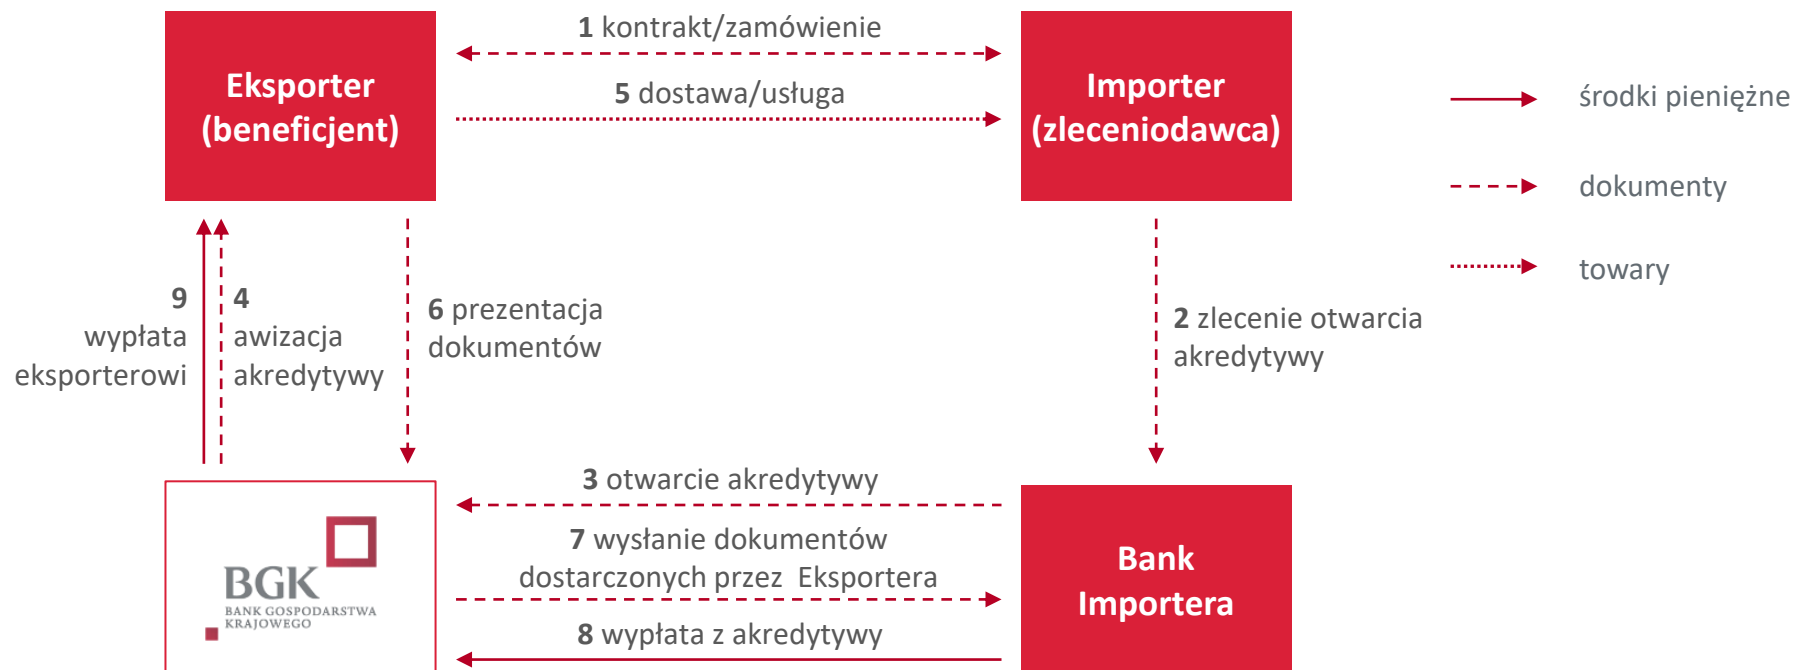 1 kontrakt/zamówienie
Eksporter
(beneficjent)
5 dostawa/usługa
Importer
(zleceniodawca)
środki pieniężne
dokumenty
towary
9
wypłata
eksporterowi
4
awizacja
akredytywy
6 prezentacja
dokumentów
2 zlecenie otwarcia
akredytywy
3 otwarcie akredytywy
7 wysłanie dokumentów
dostarczonych przez Eksportera
8 wypłata z akredytywy
BGK
BANK GOSPODARSTWA
KRAJOWEGO
Bank
Importera